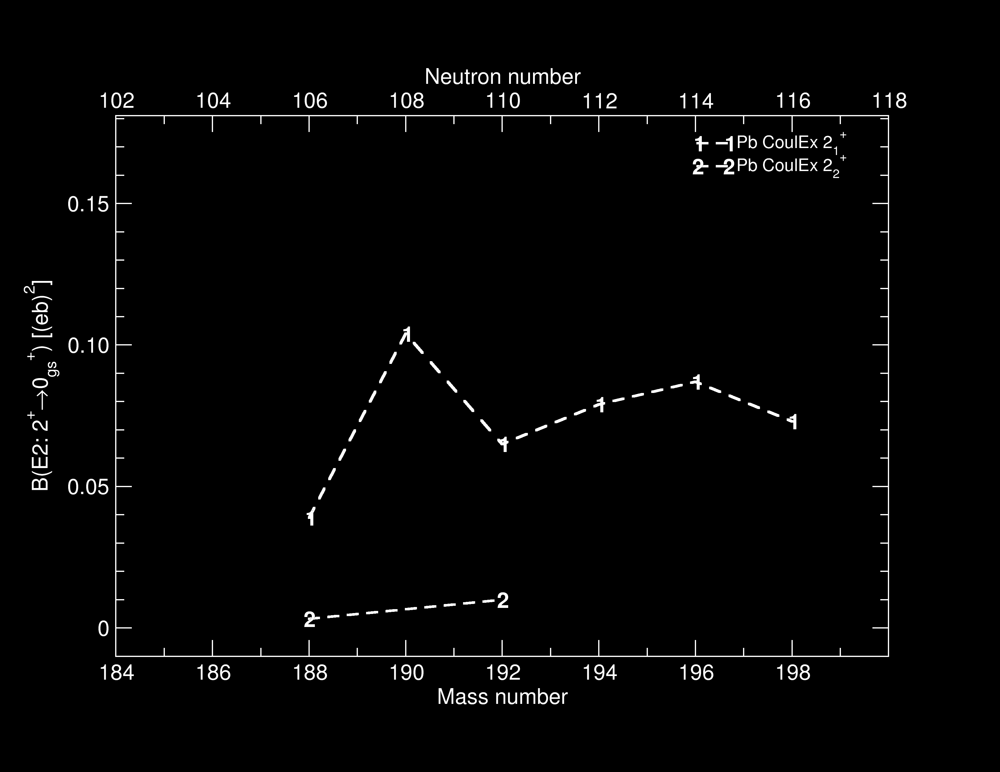 Neutron number
102 104 106 108 110 112 114 116 118
1 1 Pb CoulEx 2₁⁺
2 2 Pb CoulEx 2₂⁺
0.15
0.10
0.05
0
B(E2: 2⁺→0gs⁺) [(eb)²]
1 1 1 1 1 1
2 2
184 186 188 190 192 194 196 198
Mass number